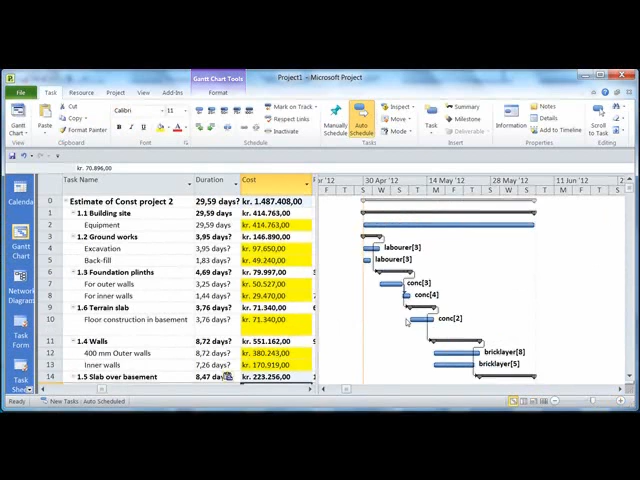 Gantt Chart Tools
Project1 – Microsoft Project
File Task Resource Project View Add-Ins Format
Gantt Chart
View
Paste
Cut
Copy
Format Painter
Clipboard
Calibri 11
B I U
Font
Schedule
Mark on Track
Respect Links
Inactivate
Manually Schedule
Auto Schedule
Inspect
Move
Mode
Tasks
Task
Summary
Milestone
Deliverable
Insert
Information
Notes
Details
Add to Timeline
Properties
Scroll to Task
Editing
kr. 70.896,00
Task Name Duration Cost
r '12 30 Apr '12 14 May '12 28 May '12 11 Jun '12
T F S S M T W T F S S M T W T F S
0 Estimate of Const project 2 29,59 days? kr. 1.487.408,00
1 1.1 Building site 29,59 days kr. 414.763,00
2 Equipment 29,59 days kr. 414.763,00
3 1.2 Ground works 3,95 days? kr. 146.890,00
4 Excavation 3,95 days? kr. 97.650,00 labourer[3]
5 Back-fill 1,83 days? kr. 49.240,00 labourer[3]
6 1.3 Foundation plinths 4,69 days? kr. 79.997,00
7 For outer walls 3,25 days? kr. 50.527,00 conc[3]
8 For inner walls 1,44 days? kr. 29.470,00 conc[4]
9 1.6 Terrain slab 3,76 days? kr. 71.340,00
10 Floor construction in basement 3,76 days? kr. 71.340,00 conc[2]
11 1.4 Walls 8,72 days? kr. 551.162,00
12 400 mm Outer walls 8,72 days? kr. 380.243,00 bricklayer[8]
13 Inner walls 7,26 days? kr. 170.919,00 bricklayer[5]
14 1.5 Slab over basement 8,47 day kr. 223.256,00
Calenda
Gantt Chart
Network Diagram
Task Form
Task Shee
Ready New Tasks : Auto Scheduled